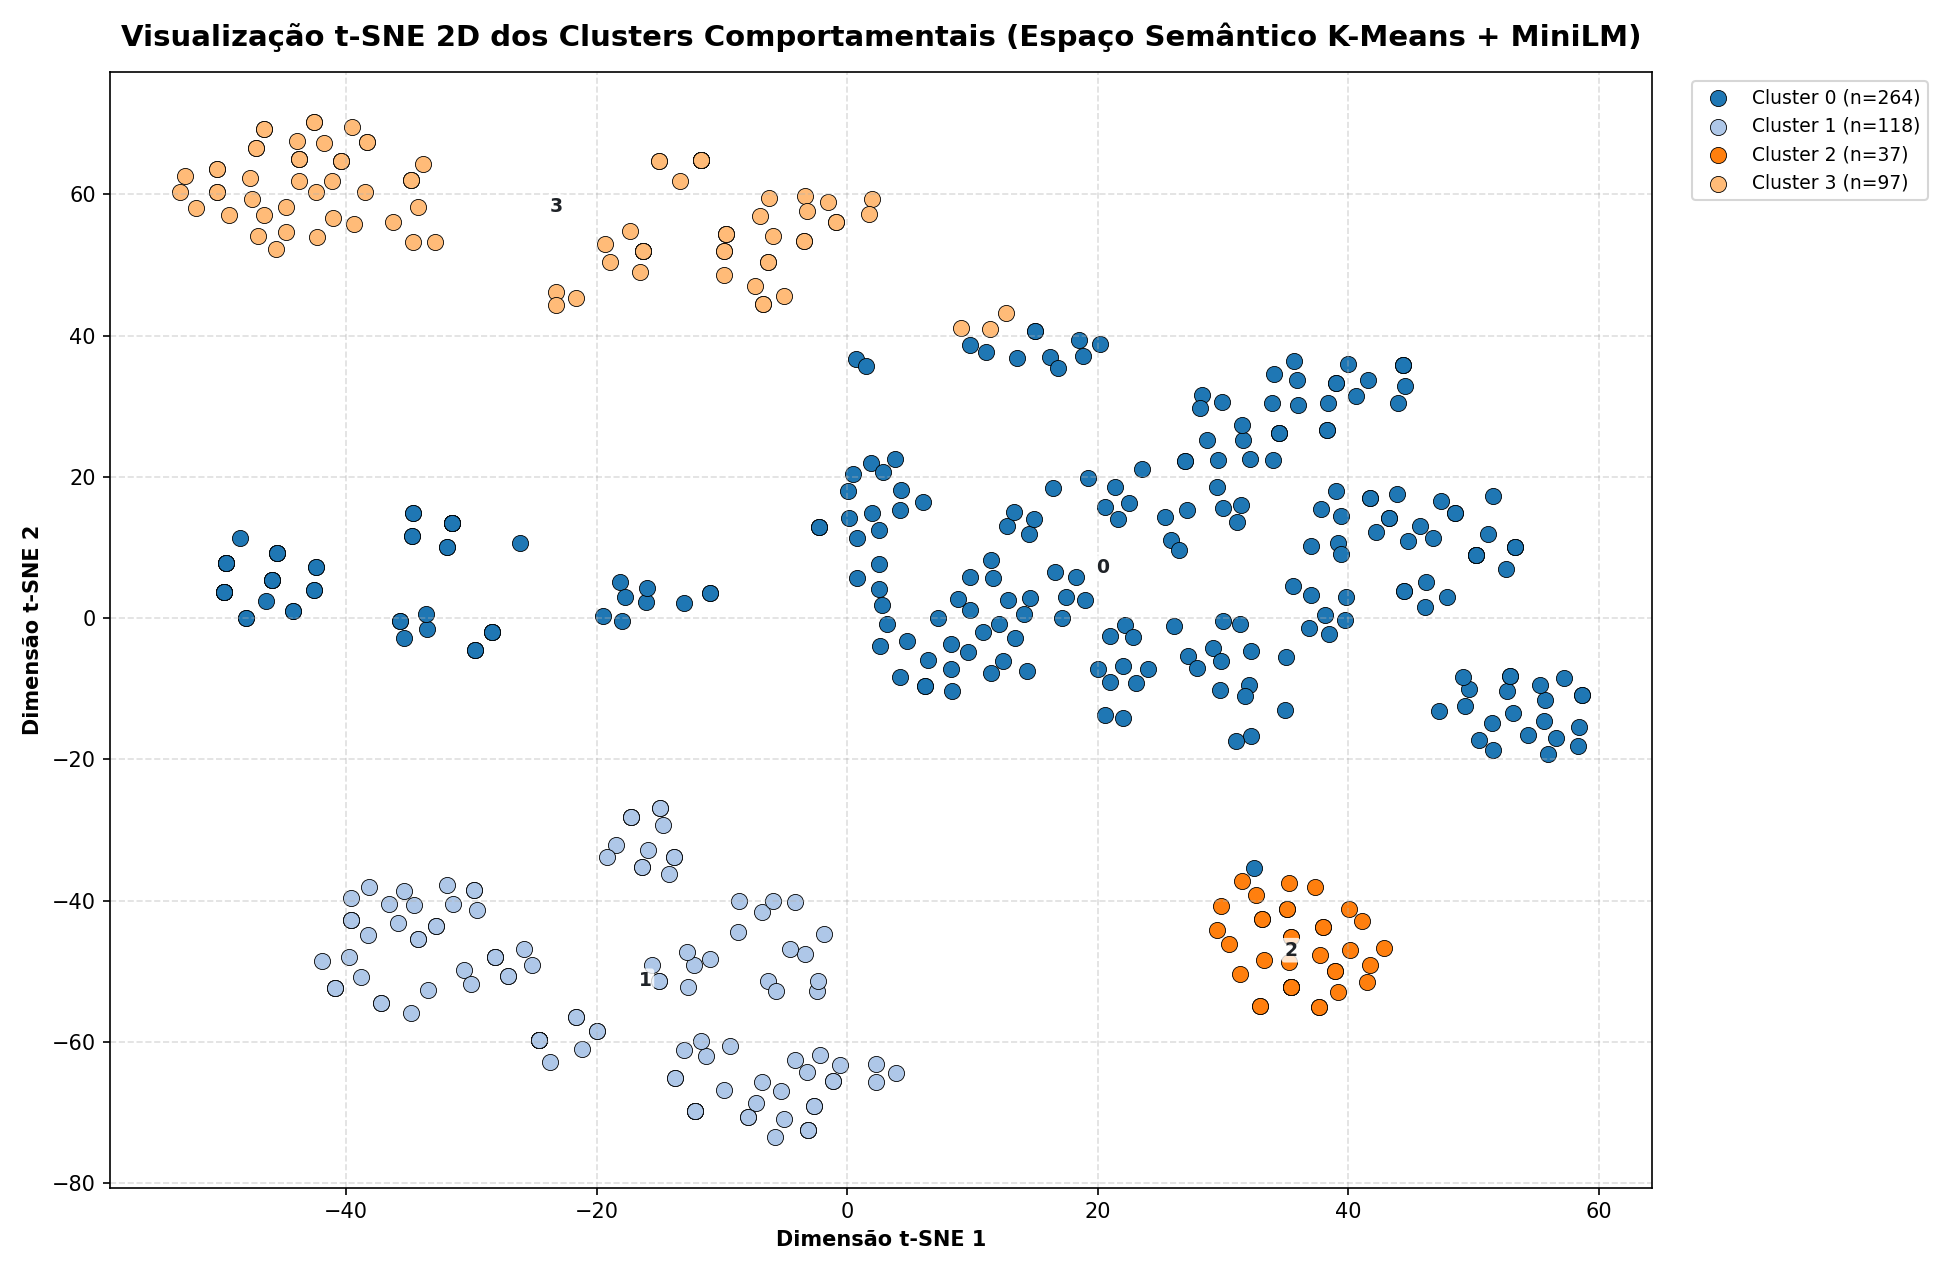 Visualização t-SNE 2D dos Clusters Comportamentais (Espaço Semântico K-Means + MiniLM)
Cluster 0 (n=264)
Cluster 1 (n=118)
Cluster 2 (n=37)
Cluster 3 (n=97)
60
40
20
0
−20
−40
−60
−80
Dimensão t-SNE 2
3
0
2
1
−40
−20
0
20
40
60
Dimensão t-SNE 1